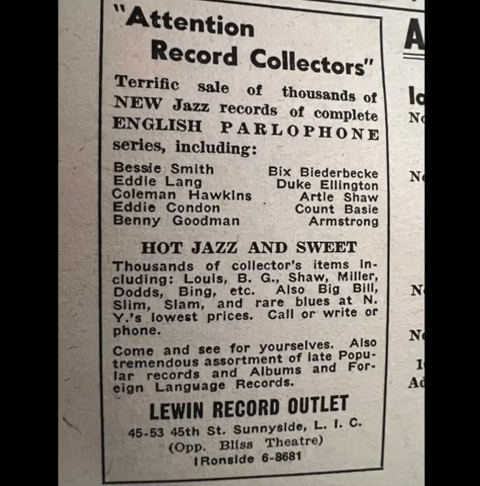 "Attention
Record Collectors"
Terrific sale of thousands of
NEW Jazz records of complete
ENGLISH PARLOPHONE
series, including:
Bessie Smith Bix Biederbecke
Eddie Lang Duke Ellington
Coleman Hawkins Artie Shaw
Eddie Condon Count Basie
Benny Goodman Armstrong
HOT JAZZ AND SWEET
Thousands of collector's items in-
cluding: Louis, B. G., Shaw, Miller,
Dodds, Bing, etc. Also Big Bill,
Slim, Slam, and rare blues at N.
Y.'s lowest prices. Call or write or
phone.
Come and see for yourselves. Also
tremendous assortment of late Popu-
lar records and Albums and For-
eign Language Records.
LEWIN RECORD OUTLET
45-53 45th St. Sunnyside, L. I. C.
(Opp. Bliss Theatre)
IRonside 6-8681